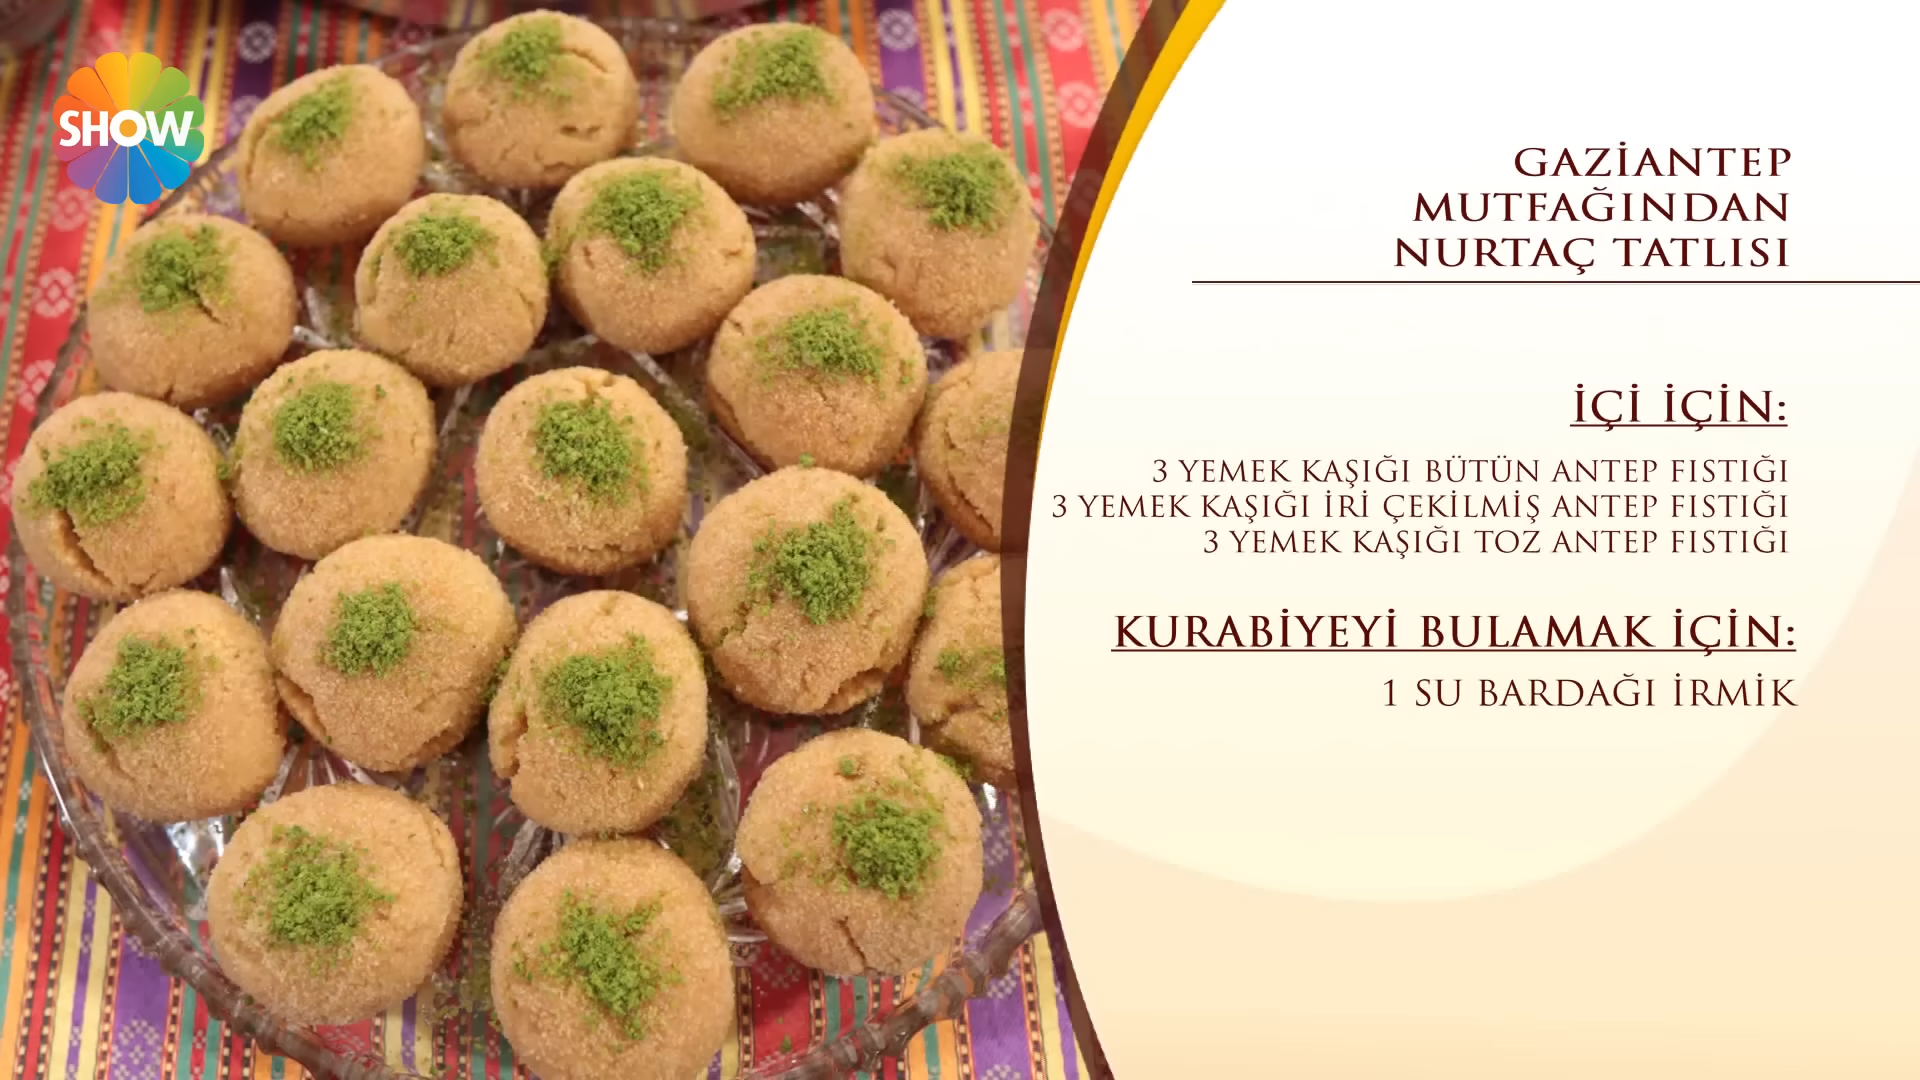 SHOW
GAZİANTEP
MUTFAĞINDAN
NURTAÇ TATLISI
İÇİ İÇİN:
3 YEMEK KAŞIĞI BÜTÜN ANTEP FISTIĞI
3 YEMEK KAŞIĞI İRİ ÇEKİLMİŞ ANTEP FISTIĞI
3 YEMEK KAŞIĞI TOZ ANTEP FISTIĞI
KURABİYEYİ BULAMAK İÇİN:
1 SU BARDAĞI İRMİK